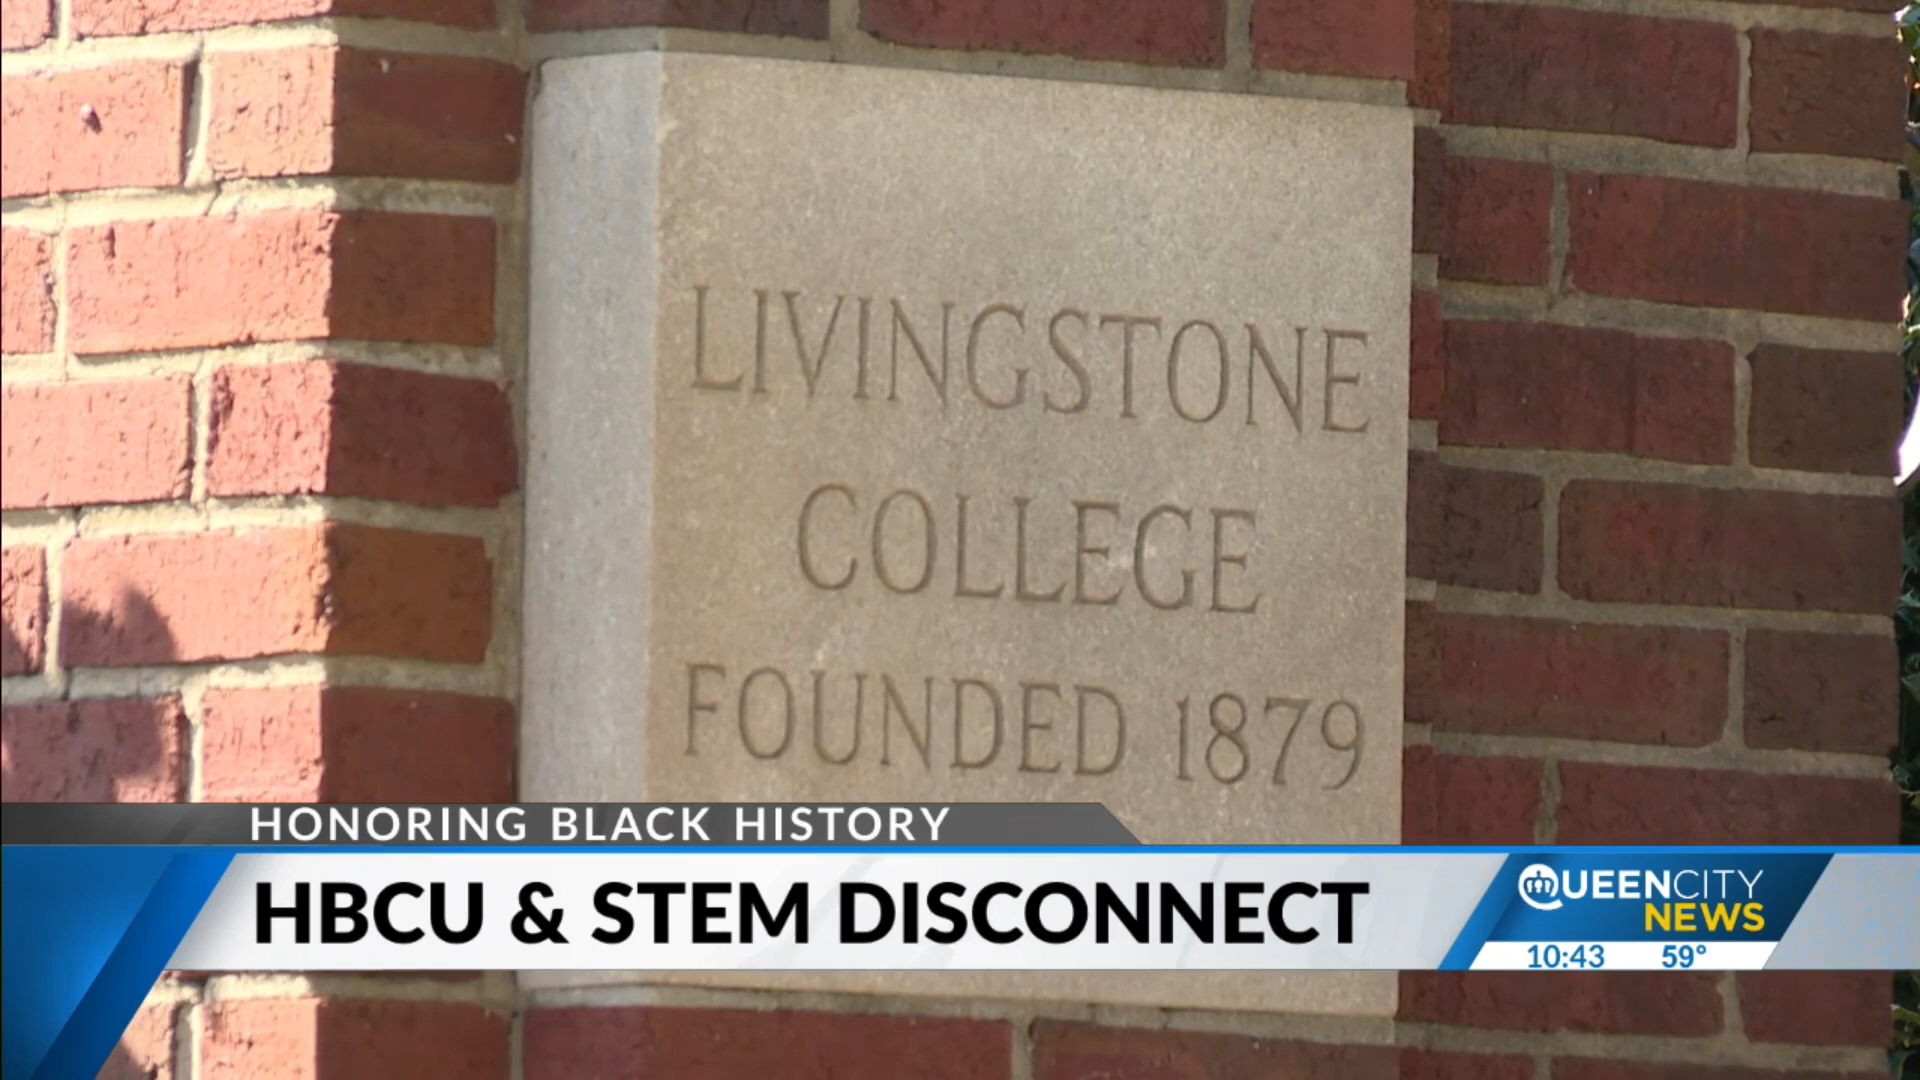 LIVINGSTONE
COLLEGE
FOUNDED 1879
HONORING BLACK HISTORY
HBCU & STEM DISCONNECT
QUEENCITY
NEWS
10:43 59°